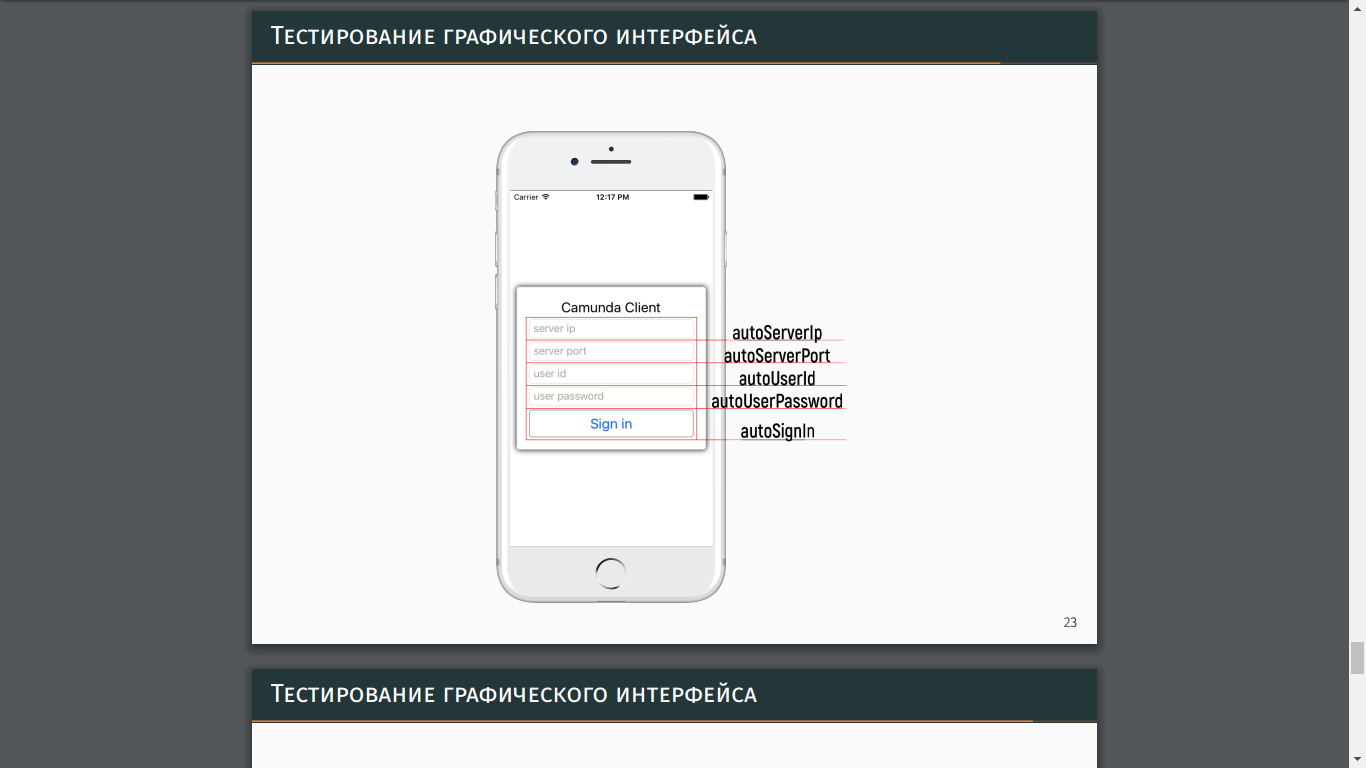 Тестирование графического интерфейса
Carrier 12:17 PM
Camunda Client
server ip autoServerIp
server port autoServerPort
user id autoUserId
user password autoUserPassword
Sign in autoSignIn
23
Тестирование графического интерфейса